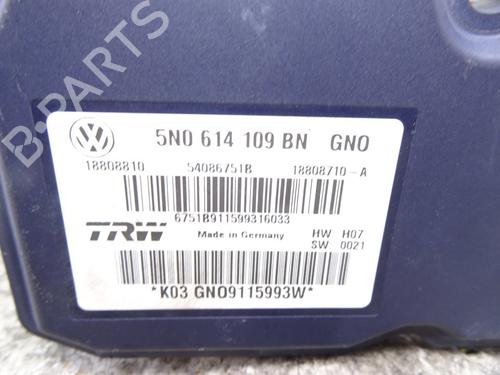 B-PARTS
5N0 614 109 BN GNO
18808810 54086751B 18808710-A
6751B911599316033
TRW Made in Germany HW H07
SW 0021
*K03 GNO9115993W*